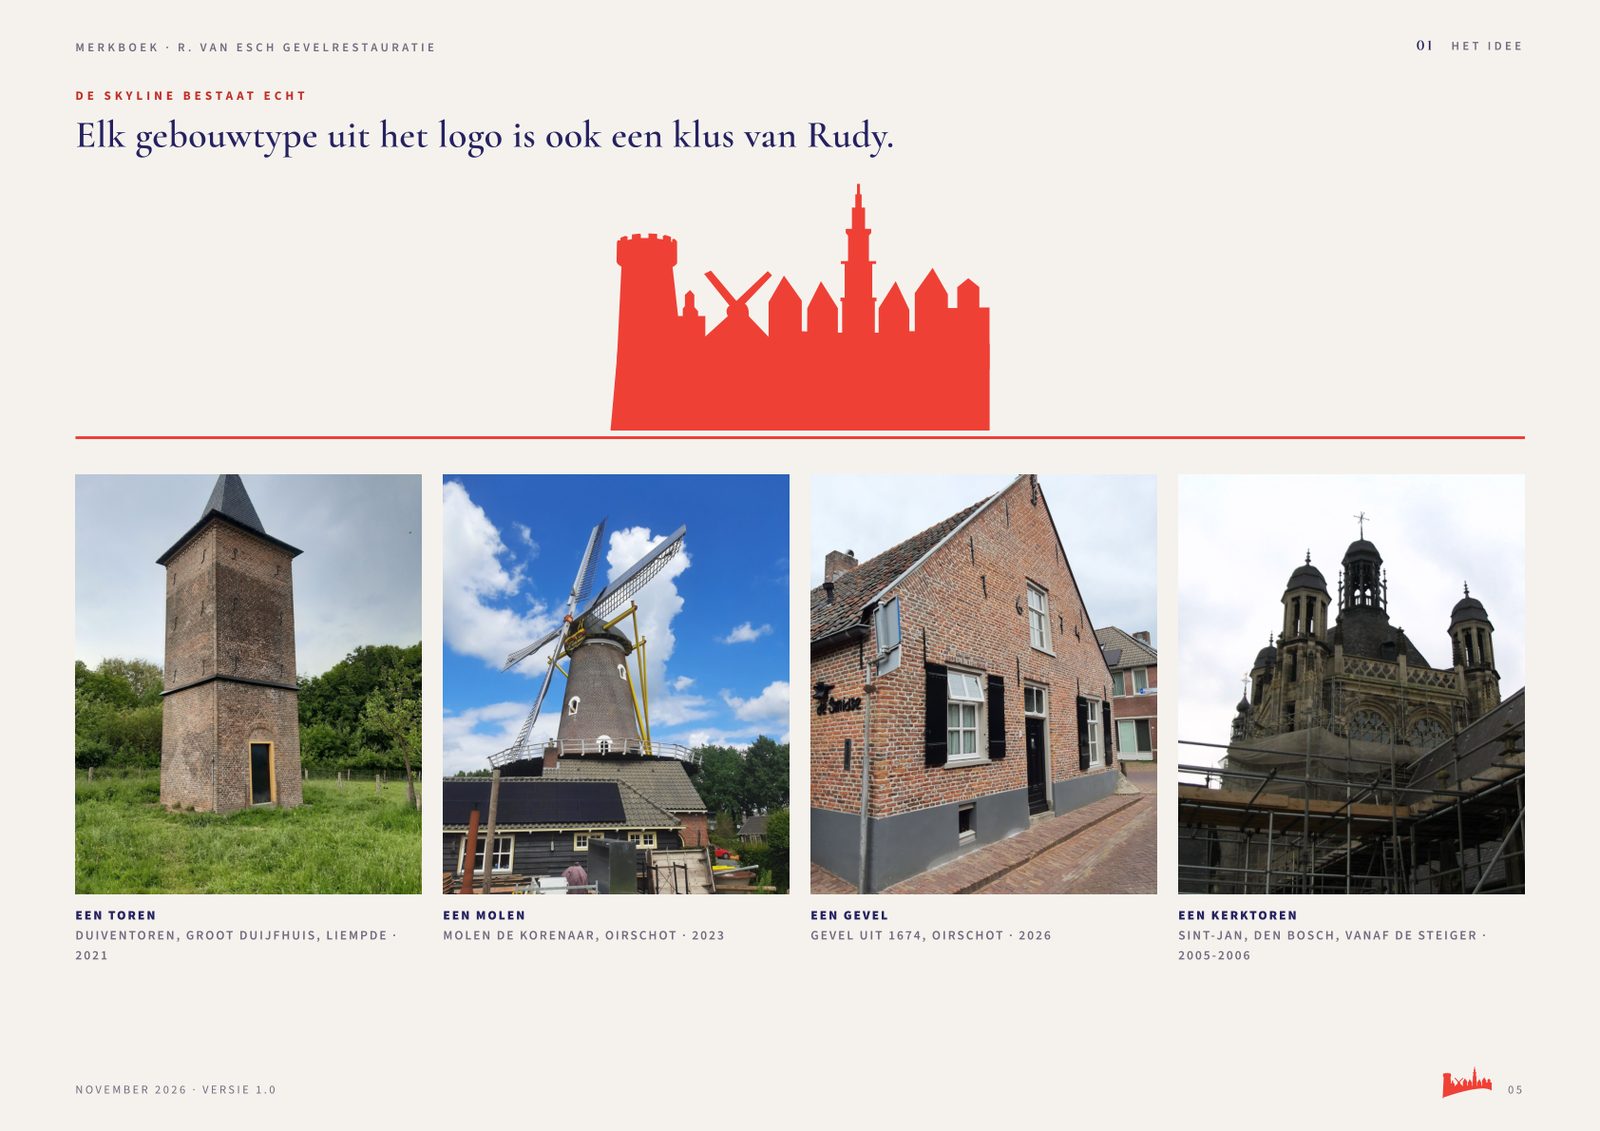 MERKBOEK · R. VAN ESCH GEVELRESTAURATIE
01 HET IDEE
DE SKYLINE BESTAAT ECHT
Elk gebouwtype uit het logo is ook een klus van Rudy.
EEN TOREN
DUIVENTOREN, GROOT DUIJFHUIS, LIEMPDE ·
2021
EEN MOLEN
MOLEN DE KORENAAR, OIRSCHOT · 2023
EEN GEVEL
GEVEL UIT 1674, OIRSCHOT · 2026
EEN KERKTOREN
SINT-JAN, DEN BOSCH, VANAF DE STEIGER ·
2005-2006
NOVEMBER 2026 · VERSIE 1.0
05